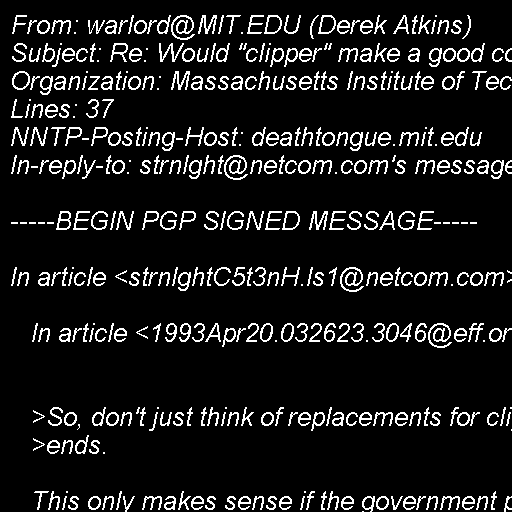 From: warlord@MIT.EDU (Derek Atkins)
Subject: Re: Would "clipper" make a good co
Organization: Massachusetts Institute of Tec
Lines: 37
NNTP-Posting-Host: deathtongue.mit.edu
In-reply-to: strnlght@netcom.com's message
-----BEGIN PGP SIGNED MESSAGE-----
In article <strnlghtC5t3nH.Is1@netcom.com>
In article <1993Apr20.032623.3046@eff.or
>So, don't just think of replacements for cli
>ends.
This only makes sense if the government p